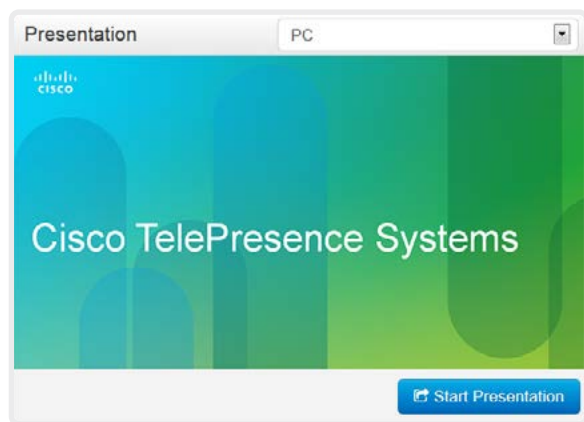 Presentation
PC
CISCO
Cisco TelePresence Systems
Start Presentation